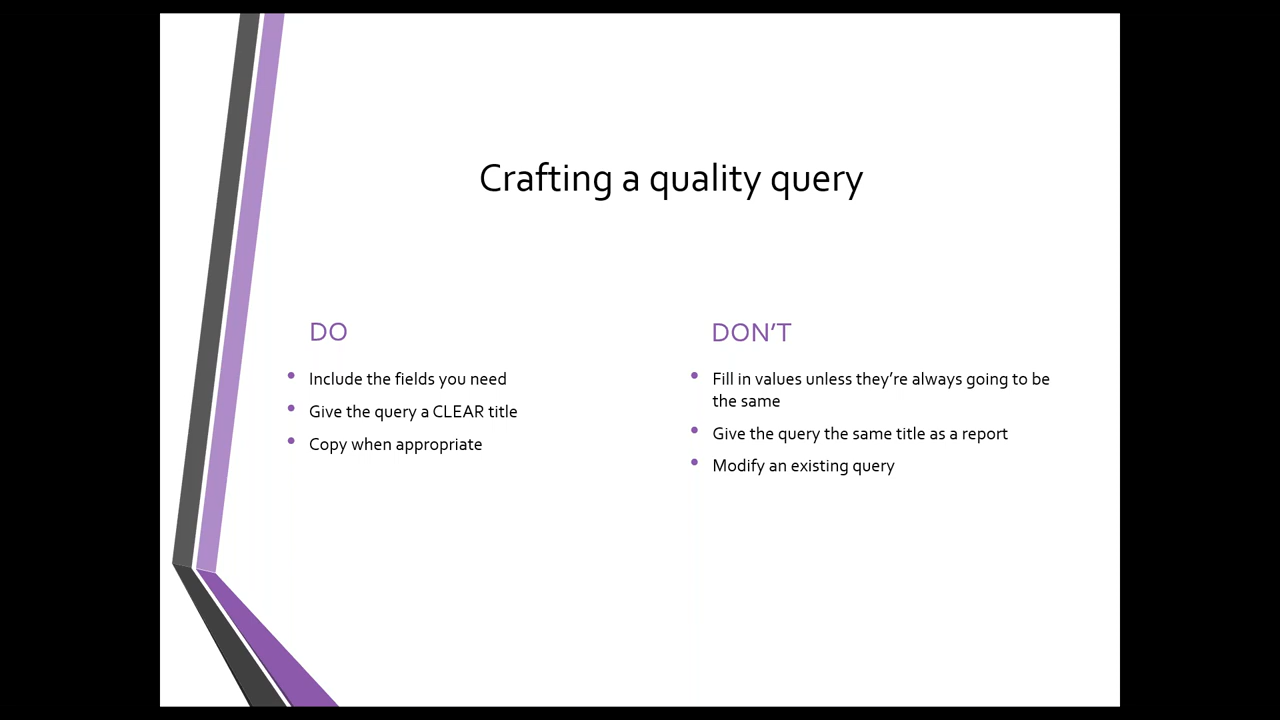 Crafting a quality query
DO
Include the fields you need
Give the query a CLEAR title
Copy when appropriate
DON’T
Fill in values unless they’re always going to be
the same
Give the query the same title as a report
Modify an existing query